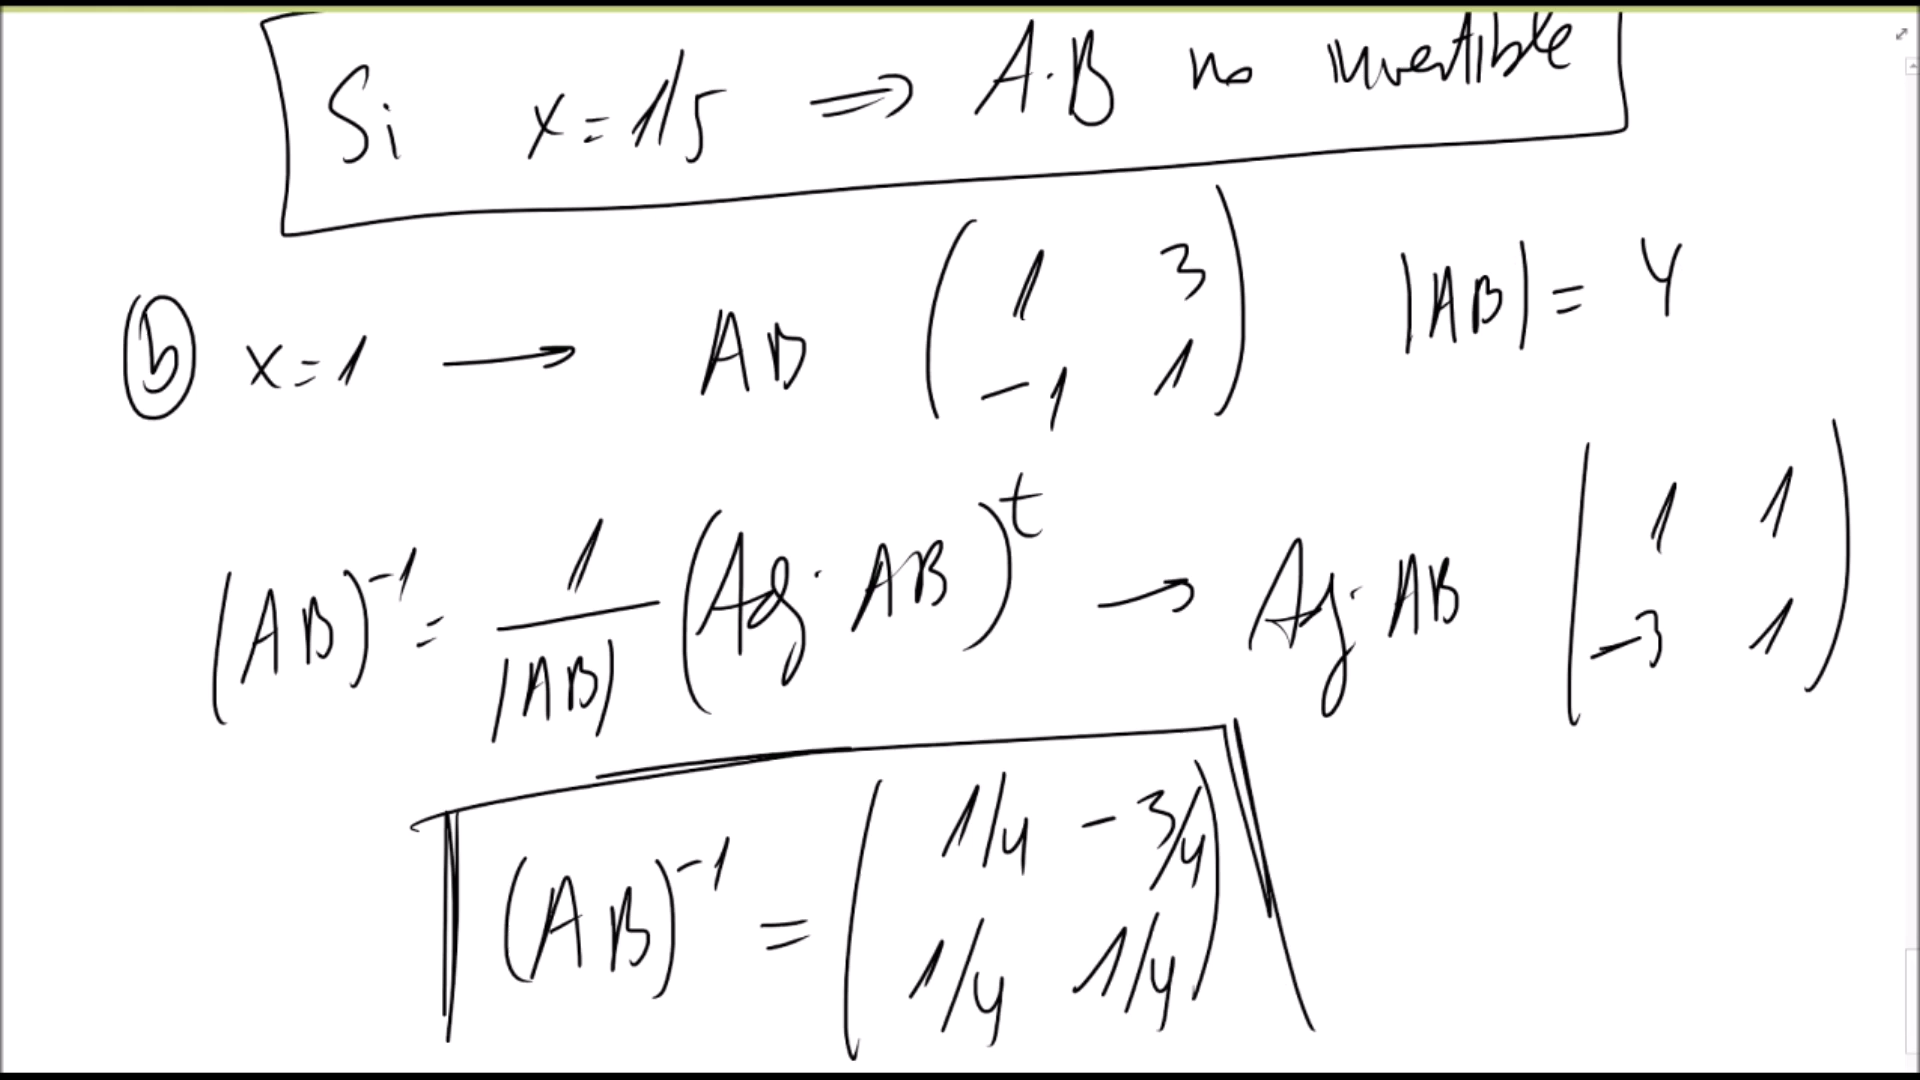 Si x=1/5 ⇒ A·B no invertible
(b) x=1 → AB ( 1 3 |AB| = 4
-1 1 )
(AB)⁻¹ = 1/|AB| (Adj·AB)ᵗ → Adj·AB ( 1 1
-3 1 )
(AB)⁻¹ = ( 1/4 -3/4
1/4 1/4 )